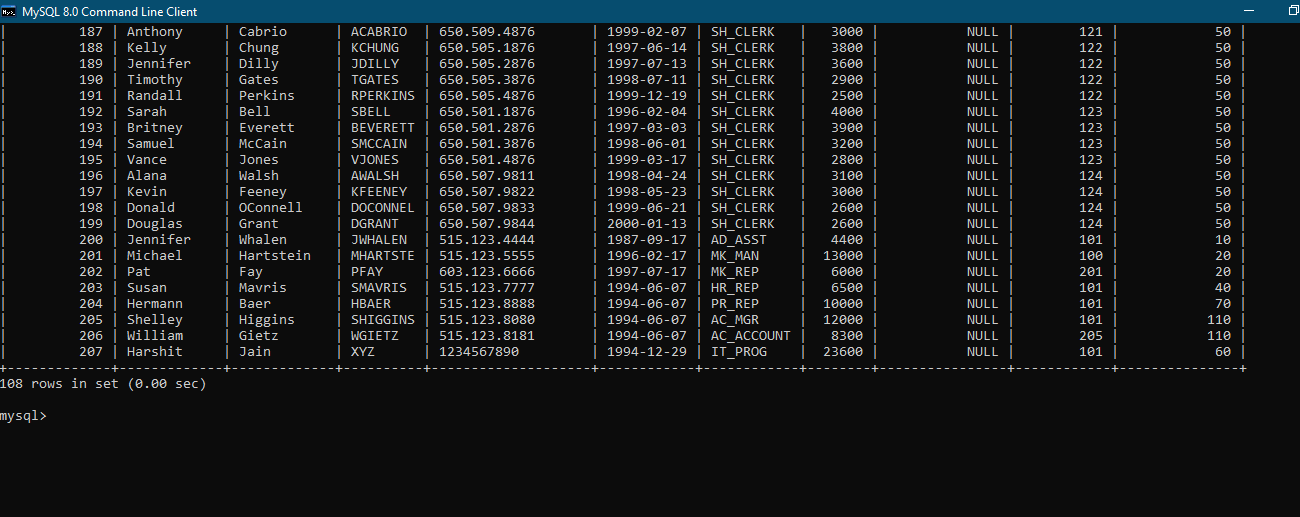 MySQL 8.0 Command Line Client
| 187 | Anthony | Cabrio | ACABRIO | 650.509.4876 | 1999-02-07 | SH_CLERK | 3000 | NULL | 121 | 50 |
| 188 | Kelly | Chung | KCHUNG | 650.505.1876 | 1997-06-14 | SH_CLERK | 3800 | NULL | 122 | 50 |
| 189 | Jennifer | Dilly | JDILLY | 650.505.2876 | 1997-07-13 | SH_CLERK | 3600 | NULL | 122 | 50 |
| 190 | Timothy | Gates | TGATES | 650.505.3876 | 1998-07-11 | SH_CLERK | 2900 | NULL | 122 | 50 |
| 191 | Randall | Perkins | RPERKINS | 650.505.4876 | 1999-12-19 | SH_CLERK | 2500 | NULL | 122 | 50 |
| 192 | Sarah | Bell | SBELL | 650.501.1876 | 1996-02-04 | SH_CLERK | 4000 | NULL | 123 | 50 |
| 193 | Britney | Everett | BEVERETT | 650.501.2876 | 1997-03-03 | SH_CLERK | 3900 | NULL | 123 | 50 |
| 194 | Samuel | McCain | SMCCAIN | 650.501.3876 | 1998-06-01 | SH_CLERK | 3200 | NULL | 123 | 50 |
| 195 | Vance | Jones | VJONES | 650.501.4876 | 1999-03-17 | SH_CLERK | 2800 | NULL | 123 | 50 |
| 196 | Alana | Walsh | AWALSH | 650.507.9811 | 1998-04-24 | SH_CLERK | 3100 | NULL | 124 | 50 |
| 197 | Kevin | Feeney | KFEENEY | 650.507.9822 | 1998-05-23 | SH_CLERK | 3000 | NULL | 124 | 50 |
| 198 | Donald | OConnell | DOCONNEL | 650.507.9833 | 1999-06-21 | SH_CLERK | 2600 | NULL | 124 | 50 |
| 199 | Douglas | Grant | DGRANT | 650.507.9844 | 2000-01-13 | SH_CLERK | 2600 | NULL | 124 | 50 |
| 200 | Jennifer | Whalen | JWHALEN | 515.123.4444 | 1987-09-17 | AD_ASST | 4400 | NULL | 101 | 10 |
| 201 | Michael | Hartstein | MHARTSTE | 515.123.5555 | 1996-02-17 | MK_MAN | 13000 | NULL | 100 | 20 |
| 202 | Pat | Fay | PFAY | 603.123.6666 | 1997-07-17 | MK_REP | 6000 | NULL | 201 | 20 |
| 203 | Susan | Mavris | SMAVRIS | 515.123.7777 | 1994-06-07 | HR_REP | 6500 | NULL | 101 | 40 |
| 204 | Hermann | Baer | HBAER | 515.123.8888 | 1994-06-07 | PR_REP | 10000 | NULL | 101 | 70 |
| 205 | Shelley | Higgins | SHIGGINS | 515.123.8080 | 1994-06-07 | AC_MGR | 12000 | NULL | 101 | 110 |
| 206 | William | Gietz | WGIETZ | 515.123.8181 | 1994-06-07 | AC_ACCOUNT | 8300 | NULL | 205 | 110 |
| 207 | Harshit | Jain | XYZ | 1234567890 | 1994-12-29 | IT_PROG | 23600 | NULL | 101 | 60 |
+-------------+-------------+-------------+----------+--------------------+------------+------------+--------+----------------+------------+---------------+
108 rows in set (0.00 sec)
mysql>